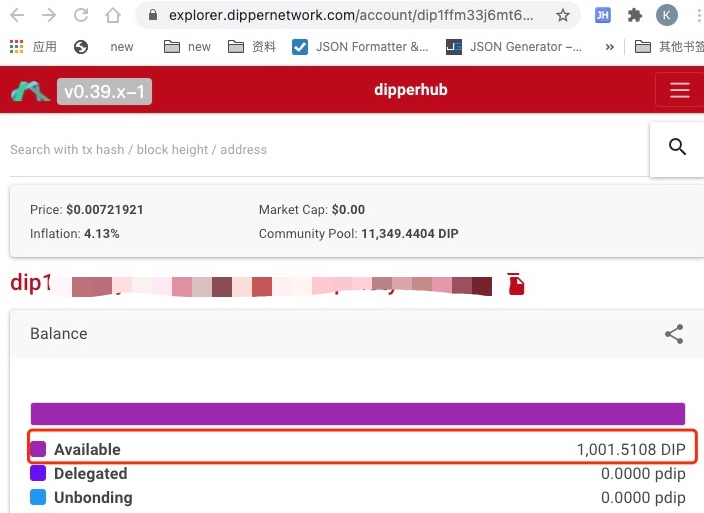 explorer.dippernetwork.com/account/dip1ffm33j6mt6...
JH
K
应用
new
new
资料
JSON Formatter &...
JSON Generator –...
»
其他书签
v0.39.x-1
dipperhub
Search with tx hash / block height / address
Price: $0.00721921
Market Cap: $0.00
Inflation: 4.13%
Community Pool: 11,349.4404 DIP
dip1
Balance
Available
1,001.5108 DIP
Delegated
0.0000 pdip
Unbonding
0.0000 pdip